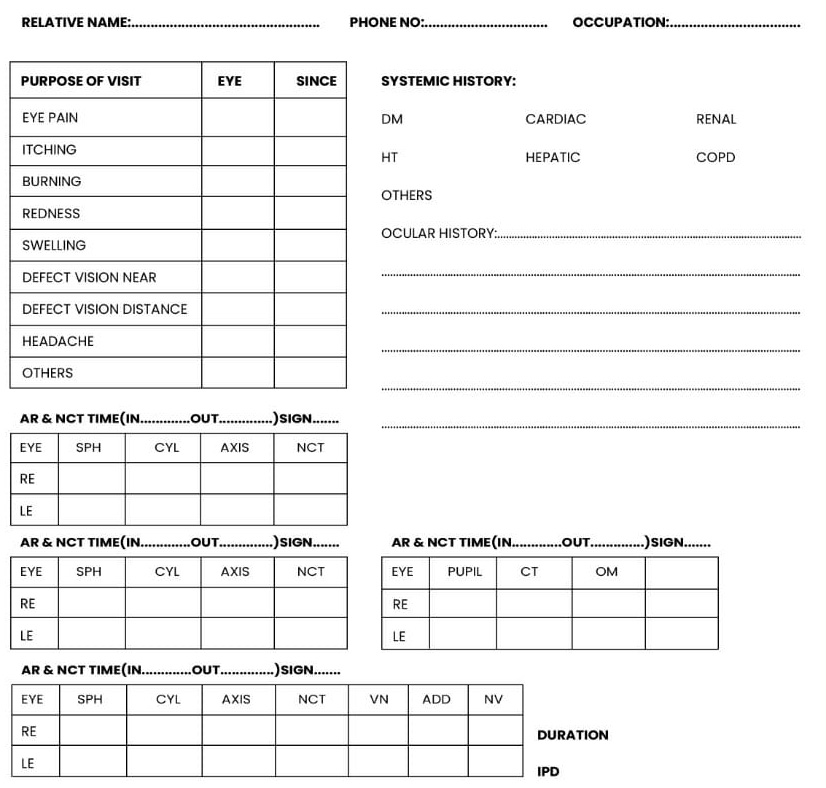 RELATIVE NAME:................................................ PHONE NO:............................... OCCUPATION:..................................
PURPOSE OF VISIT EYE SINCE
EYE PAIN
ITCHING
BURNING
REDNESS
SWELLING
DEFECT VISION NEAR
DEFECT VISION DISTANCE
HEADACHE
OTHERS
SYSTEMIC HISTORY:
DM CARDIAC RENAL
HT HEPATIC COPD
OTHERS
OCULAR HISTORY:................................................................................
AR & NCT TIME(IN.............OUT..............)SIGN.......
EYE SPH CYL AXIS NCT
RE
LE
AR & NCT TIME(IN.............OUT..............)SIGN.......
EYE SPH CYL AXIS NCT
RE
LE
AR & NCT TIME(IN.............OUT..............)SIGN.......
EYE PUPIL CT OM
RE
LE
AR & NCT TIME(IN.............OUT..............)SIGN.......
EYE SPH CYL AXIS NCT VN ADD NV
RE
LE
DURATION
IPD